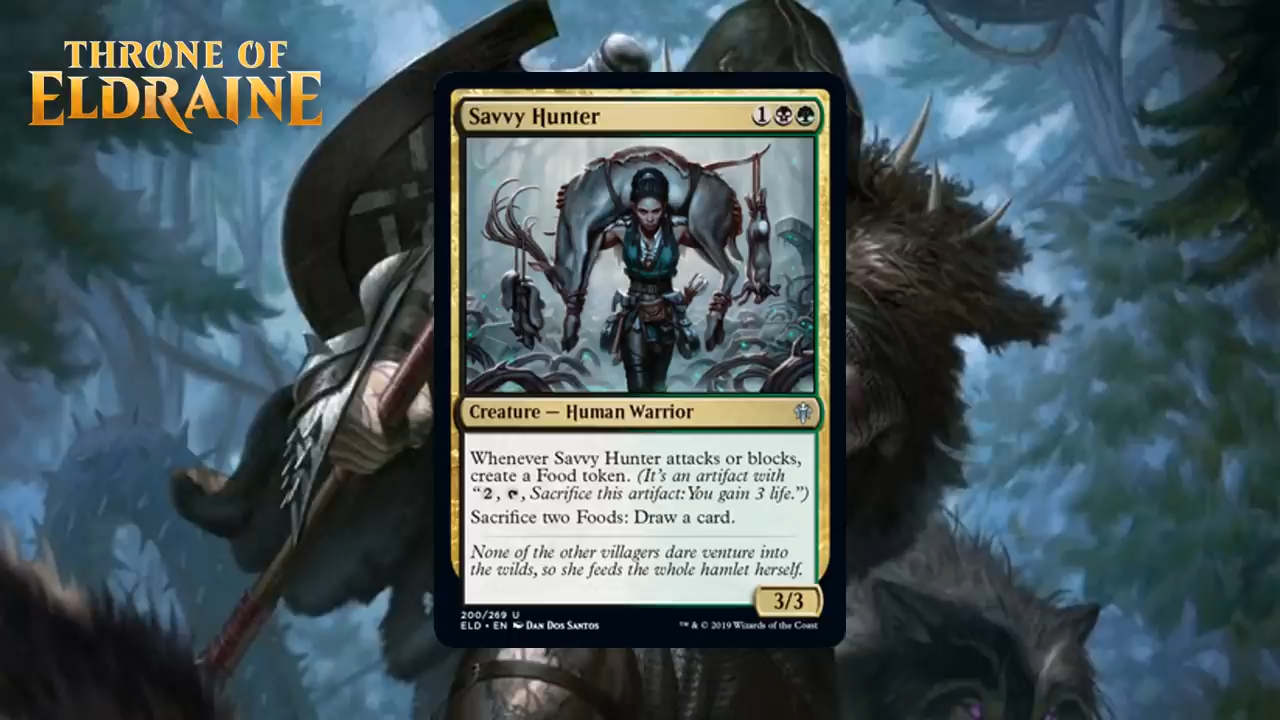 THRONE OF
ELDRAINE
Savvy Hunter 1
Creature — Human Warrior
Whenever Savvy Hunter attacks or blocks,
create a Food token. (It's an artifact with
"2, , Sacrifice this artifact: You gain 3 life.")
Sacrifice two Foods: Draw a card.
None of the other villagers dare venture into
the wilds, so she feeds the whole hamlet herself.
3/3
200/269 U
ELD • EN Dan Dos Santos
™ & © 2019 Wizards of the Coast